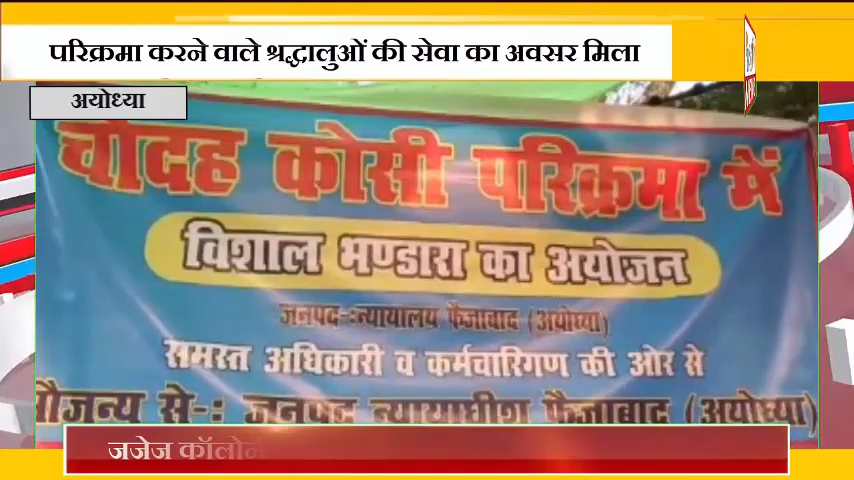 परिक्रमा करने वाले श्रद्धालुओं की सेवा का अवसर मिला
अयोध्या
चौदह कोसी परिक्रमा में
विशाल भण्डारा का अयोजन
जनपद-:न्यायालय फैजाबाद (अयोध्या)
समस्त अधिकारी व कर्मचारिगण की ओर से
सौजन्य से-: जनपद न्यायाधीश फैजाबाद (अयोध्या)
जजेज